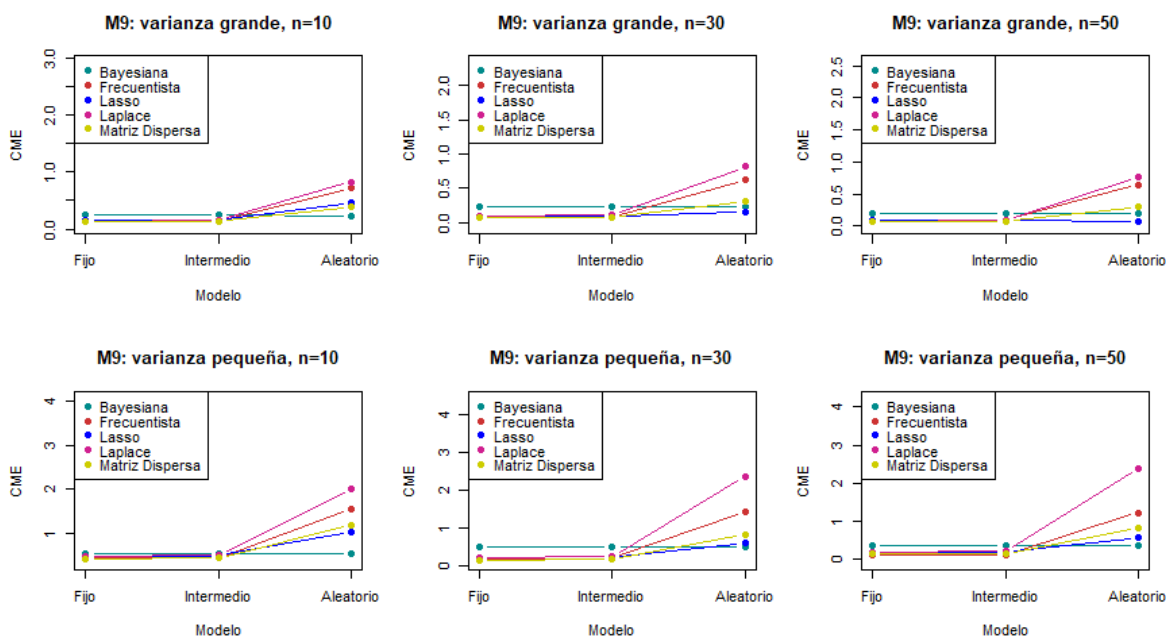 M9: varianza grande, n=10
CME
3.0
2.0
1.0
0.0
Bayesiana
Frecuentista
Lasso
Laplace
Matriz Dispersa
Fijo Intermedio Aleatorio
Modelo
M9: varianza grande, n=30
CME
2.0
1.5
1.0
0.5
0.0
Bayesiana
Frecuentista
Lasso
Laplace
Matriz Dispersa
Fijo Intermedio Aleatorio
Modelo
M9: varianza grande, n=50
CME
2.5
2.0
1.5
1.0
0.5
0.0
Bayesiana
Frecuentista
Lasso
Laplace
Matriz Dispersa
Fijo Intermedio Aleatorio
Modelo
M9: varianza pequeña, n=10
CME
4
3
2
1
Bayesiana
Frecuentista
Lasso
Laplace
Matriz Dispersa
Fijo Intermedio Aleatorio
Modelo
M9: varianza pequeña, n=30
CME
4
3
2
1
0
Bayesiana
Frecuentista
Lasso
Laplace
Matriz Dispersa
Fijo Intermedio Aleatorio
Modelo
M9: varianza pequeña, n=50
CME
4
3
2
1
0
Bayesiana
Frecuentista
Lasso
Laplace
Matriz Dispersa
Fijo Intermedio Aleatorio
Modelo